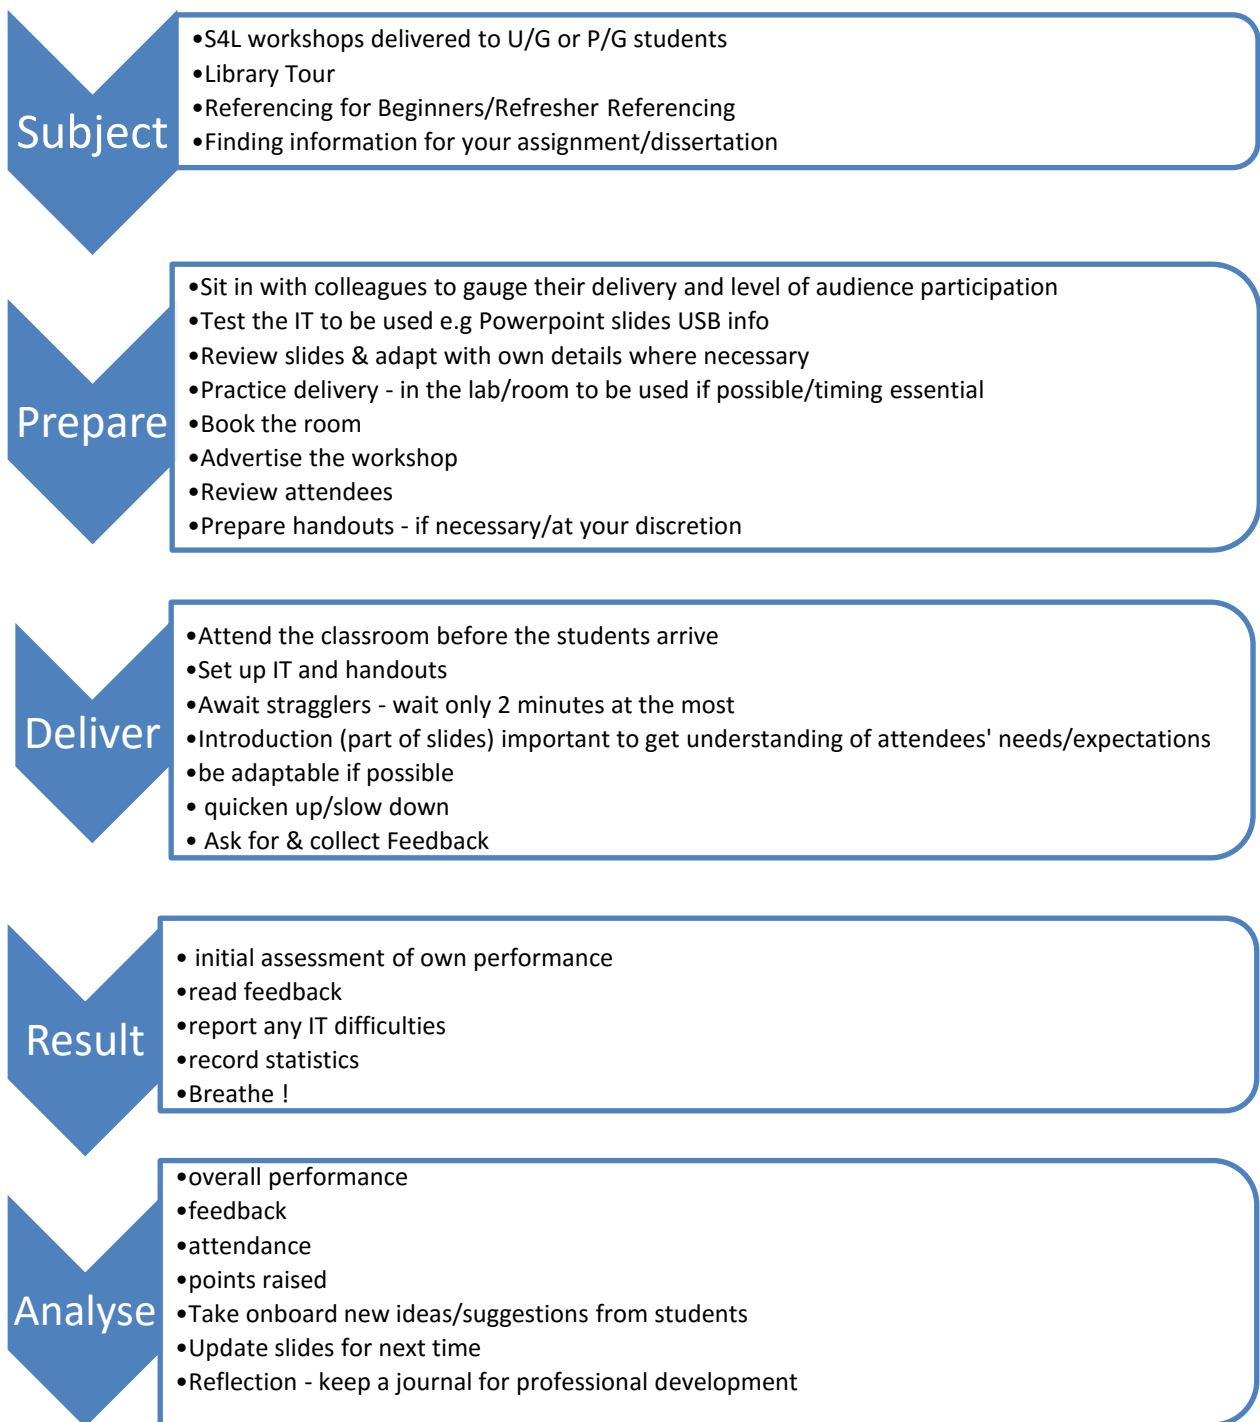 Subject
•S4L workshops delivered to U/G or P/G students
•Library Tour
•Referencing for Beginners/Refresher Referencing
•Finding information for your assignment/dissertation
Prepare
•Sit in with colleagues to gauge their delivery and level of audience participation
•Test the IT to be used e.g Powerpoint slides USB info
•Review slides & adapt with own details where necessary
•Practice delivery - in the lab/room to be used if possible/timing essential
•Book the room
•Advertise the workshop
•Review attendees
•Prepare handouts - if necessary/at your discretion
Deliver
•Attend the classroom before the students arrive
•Set up IT and handouts
•Await stragglers - wait only 2 minutes at the most
•Introduction (part of slides) important to get understanding of attendees' needs/expectations
•be adaptable if possible
• quicken up/slow down
• Ask for & collect Feedback
Result
• initial assessment of own performance
•read feedback
•report any IT difficulties
•record statistics
•Breathe !
Analyse
•overall performance
•feedback
•attendance
•points raised
•Take onboard new ideas/suggestions from students
•Update slides for next time
•Reflection - keep a journal for professional development